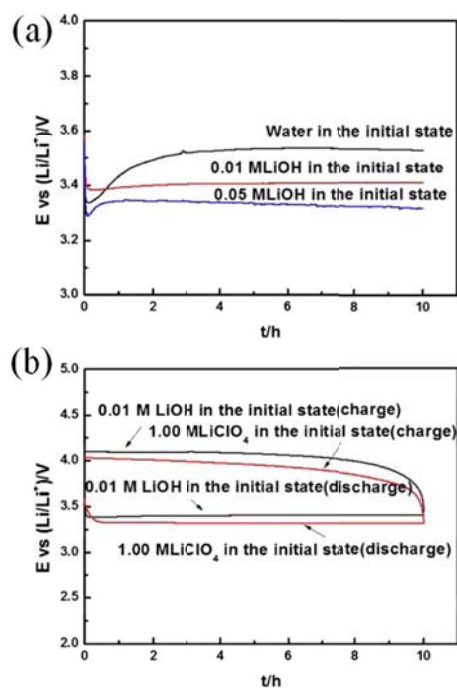 (a)
4.0
3.8
3.6
3.4
3.2
3.0
E vs (Li/Li⁺)/V
Water in the initial state
0.01 MLiOH in the initial state
0.05 MLiOH in the initial state
0 2 4 6 8 10
t/h
(b)
5.0
4.5
4.0
3.5
3.0
2.5
2.0
E vs (Li/Li⁺)/V
0.01 M LiOH in the initial state(charge)
1.00 MLiClO₄ in the initial state(charge)
0.01 M LiOH in the initial state(discharge)
1.00 MLiClO₄ in the initial state(discharge)
0 2 4 6 8 10
t/h